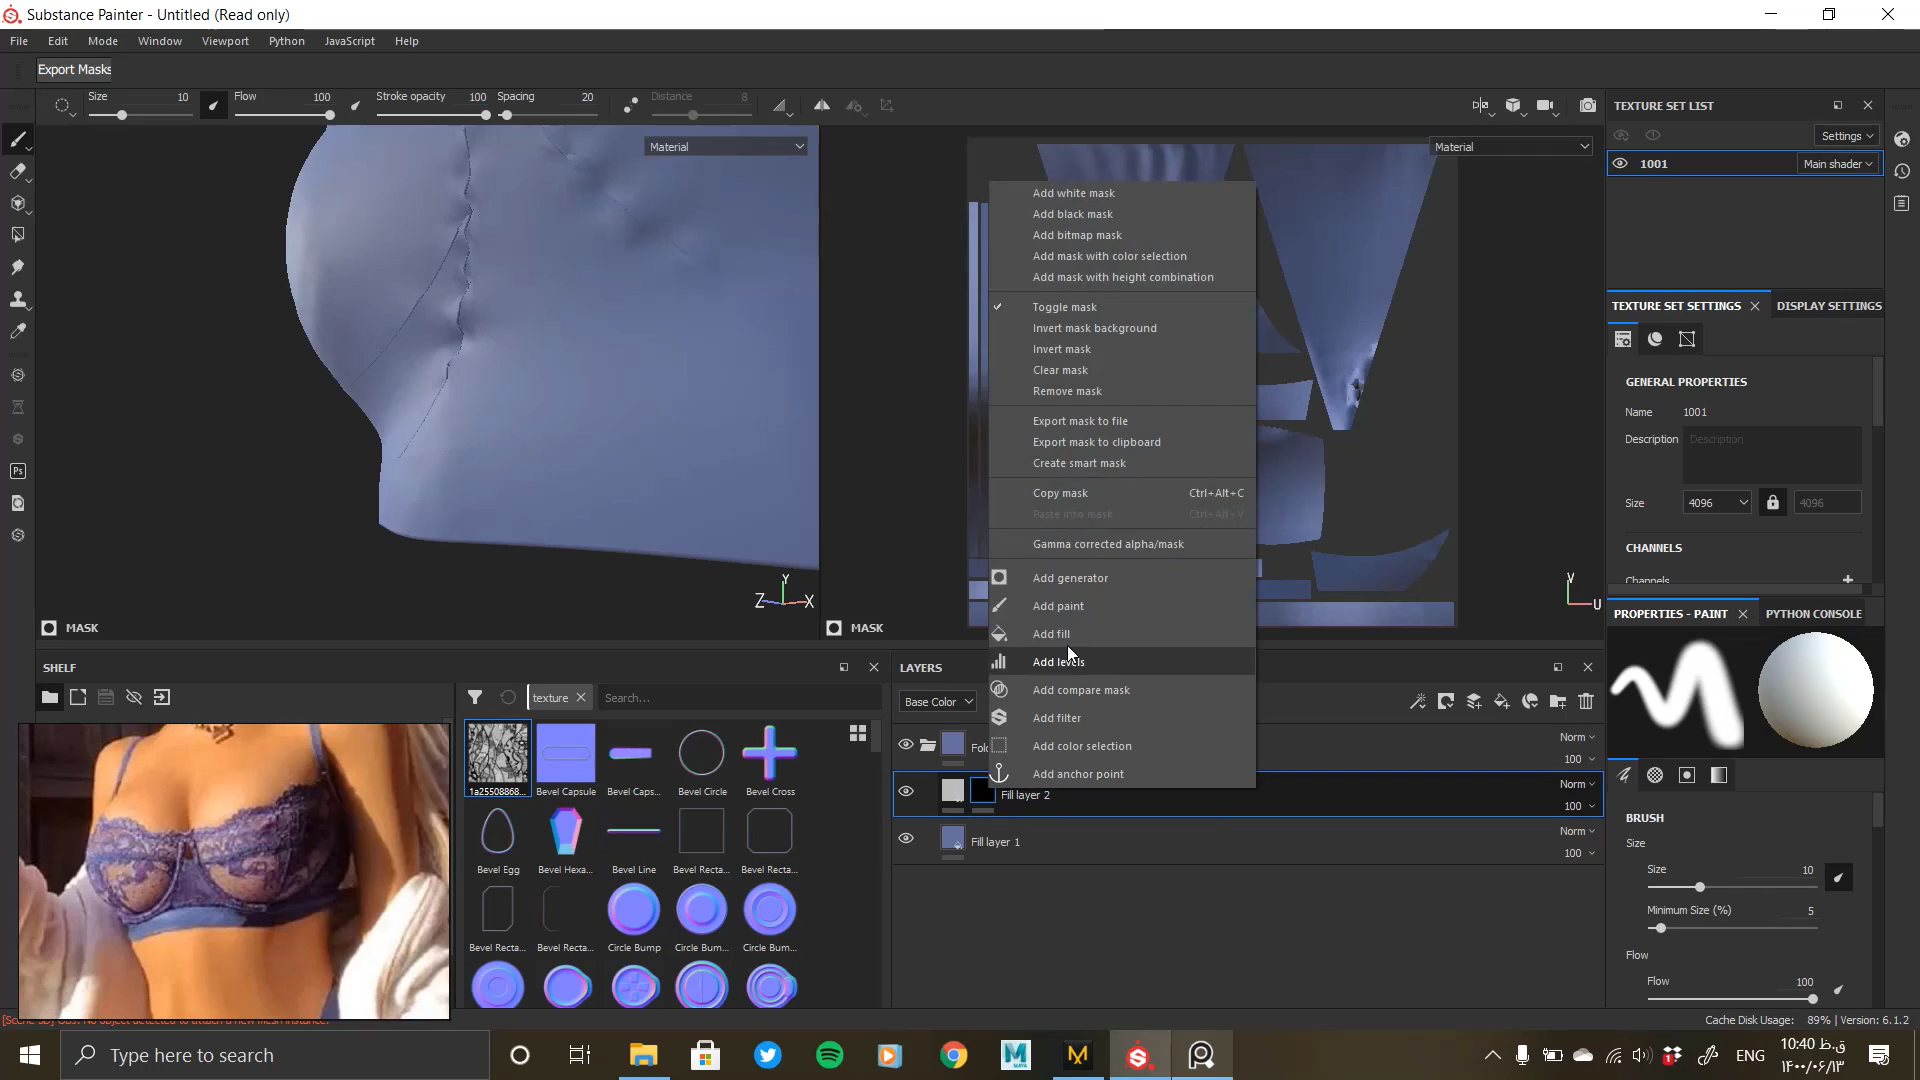 Substance Painter - Untitled (Read only)
File Edit Mode Window Viewport Python JavaScript Help
Export Masks
Size 10 Flow 100 Stroke opacity 100 Spacing 20 Distance 8
Material
Material
Add white mask
Add black mask
Add bitmap mask
Add mask with color selection
Add mask with height combination
Toggle mask
Invert mask background
Invert mask
Clear mask
Remove mask
Export mask to file
Export mask to clipboard
Create smart mask
Copy mask Ctrl+Alt+C
Paste into mask Ctrl+Alt+V
Gamma corrected alpha/mask
Add generator
Add paint
Add fill
Add levels
Add compare mask
Add filter
Add color selection
Add anchor point
Y
Z X
V
U
MASK
MASK
TEXTURE SET LIST
Settings
1001 Main shader
TEXTURE SET SETTINGS DISPLAY SETTINGS
GENERAL PROPERTIES
Name 1001
Description Description
Size 4096 4096
CHANNELS
Channels
PROPERTIES - PAINT PYTHON CONSOLE
BRUSH
Size
Size 10
Minimum Size (%) 5
Flow
Flow 100
SHELF
texture Search...
1a25508868... Bevel Capsule Bevel Caps... Bevel Circle Bevel Cross
Bevel Egg Bevel Hexa... Bevel Line Bevel Recta... Bevel Recta...
Bevel Recta... Bevel Recta... Circle Bump Circle Bum... Circle Bum...
LAYERS
Base Color
Norm
100
Fill layer 2 Norm
100
Fill layer 1 Norm
100
Cache Disk Usage: 89% | Version: 6.1.2
Type here to search
ENG
10:40 ق.ظ
۱۴۰۰/۰۶/۱۳